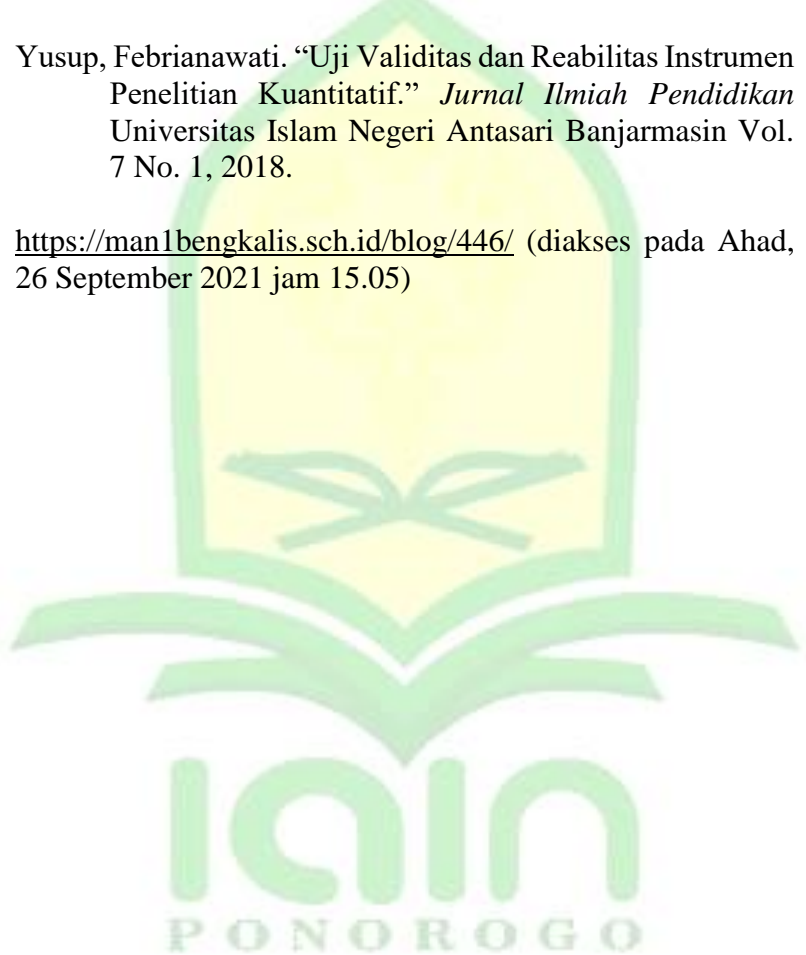 Yusup, Febrianawati. “Uji Validitas dan Reabilitas Instrumen
Penelitian Kuantitatif.” Jurnal Ilmiah Pendidikan
Universitas Islam Negeri Antasari Banjarmasin Vol.
7 No. 1, 2018.
https://man1bengkalis.sch.id/blog/446/ (diakses pada Ahad,
26 September 2021 jam 15.05)
IAIN
PONOROGO